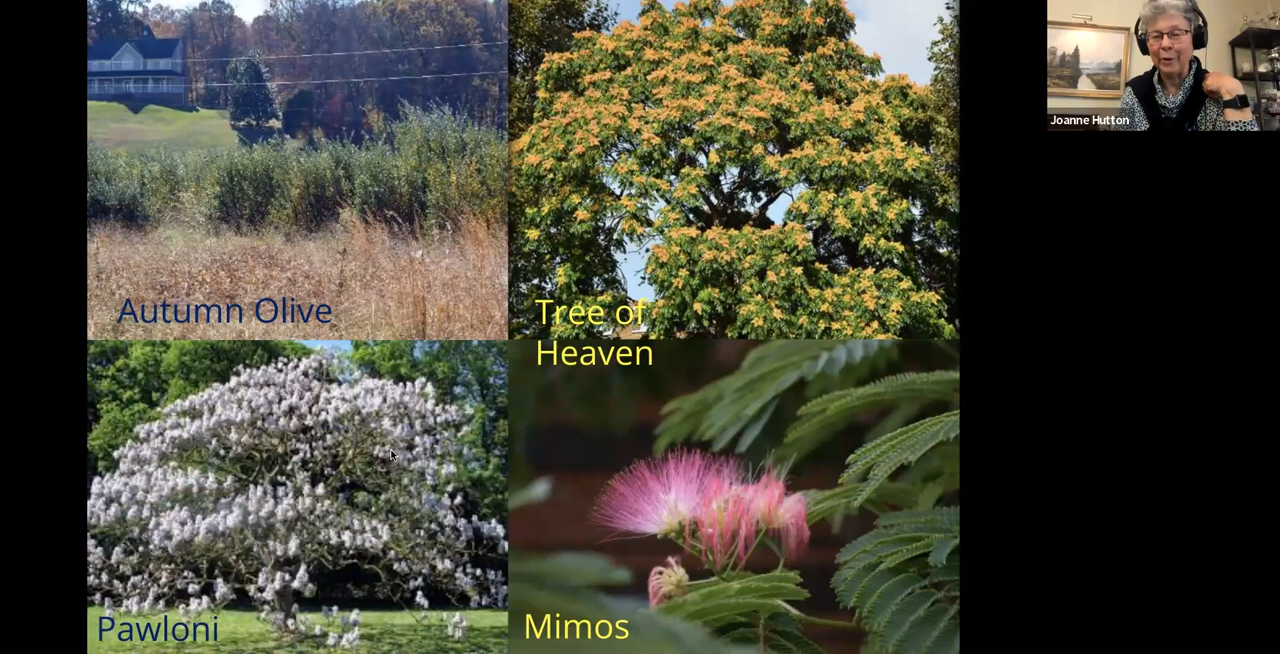 Joanne Hutton
Autumn Olive
Tree of
Heaven
Pawloni
Mimos